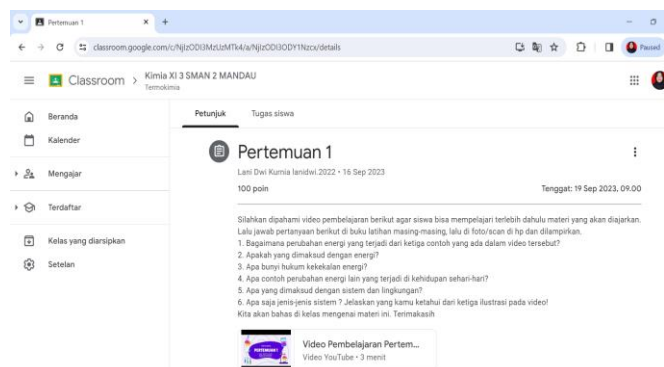 Pertemuan 1
classroom.google.com/c/NjIzODI3MzUzMTk4/a/NjIzODI3ODY1Nzcx/details
Paused
Classroom
Kimia XI 3 SMAN 2 MANDAU
Termokimia
Beranda
Kalender
Mengajar
Terdaftar
Kelas yang diarsipkan
Setelan
Petunjuk
Tugas siswa
Pertemuan 1
Lani Dwi Kurnia lanidwi.2022 • 16 Sep 2023
100 poin
Tenggat: 19 Sep 2023, 09.00
Silahkan dipahami video pembelajaran berikut agar siswa bisa mempelajari terlebih dahulu materi yang akan diajarkan.
Lalu jawab pertanyaan berikut di buku latihan masing-masing, lalu di foto/scan di hp dan dilampirkan.
1. Bagaimana perubahan energi yang terjadi dari ketiga contoh yang ada dalam video tersebut?
2. Apakah yang dimaksud dengan energi?
3. Apa bunyi hukum kekekalan energi?
4. Apa contoh perubahan energi lain yang terjadi di kehidupan sehari-hari?
5. Apa yang dimaksud dengan sistem dan lingkungan?
6. Apa saja jenis-jenis sistem ? Jelaskan yang kamu ketahui dari ketiga ilustrasi pada video!
Kita akan bahas di kelas mengenai materi ini. Terimakasih
PERTEMUAN 1
Video Pembelajaran Pertem...
Video YouTube • 3 menit